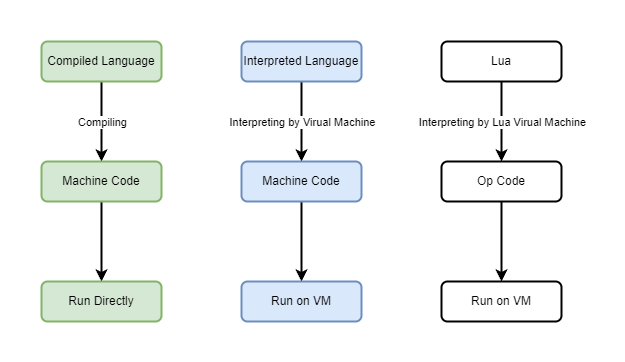 Compiled Language
Interpreted Language
Lua
Compiling
Interpreting by Virual Machine
Interpreting by Lua Virual Machine
Machine Code
Machine Code
Op Code
Run Directly
Run on VM
Run on VM